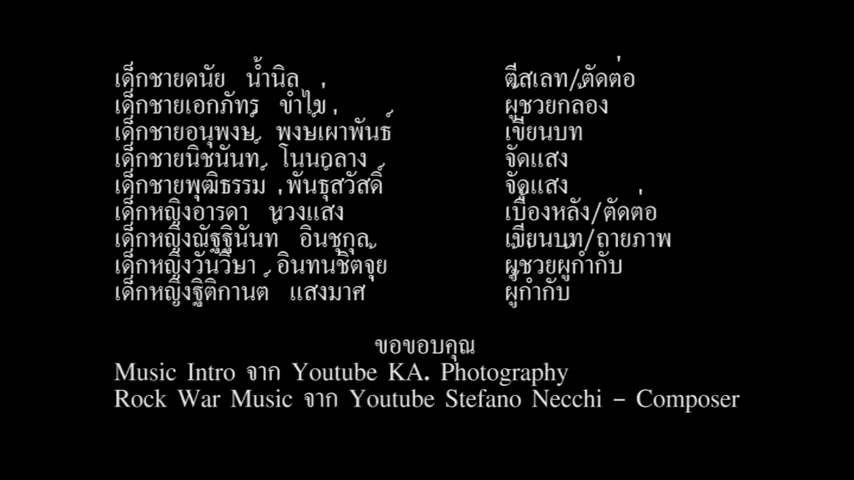 เด็กชายดนัย น้ำนิล ตีสเลท/ตัดต่อ
เด็กชายเอกภัทร ขำไข่ ผู้ช่วยกล้อง
เด็กชายอนุพงษ์ พงษ์เผ่าพันธ์ เขียนบท
เด็กชายนิชนันท์ โนนกลาง จัดแสง
เด็กชายพุฒิธรรม์ พันธุ์สวัสดิ์ จัดแสง
เด็กหญิงอารดา ห่วงแสง เบื้องหลัง/ตัดต่อ
เด็กหญิงณัฐฐินันท์ อินชุกุล เขียนบท/ถ่ายภาพ
เด็กหญิงวันวิษา อินทนชิตจุ้ย ผู้ช่วยผู้กำกับ
เด็กหญิงฐิติกานต์ แสงมาศ ผู้กำกับ
ขอขอบคุณ
Music Intro จาก Youtube KA. Photography
Rock War Music จาก Youtube Stefano Necchi - Composer